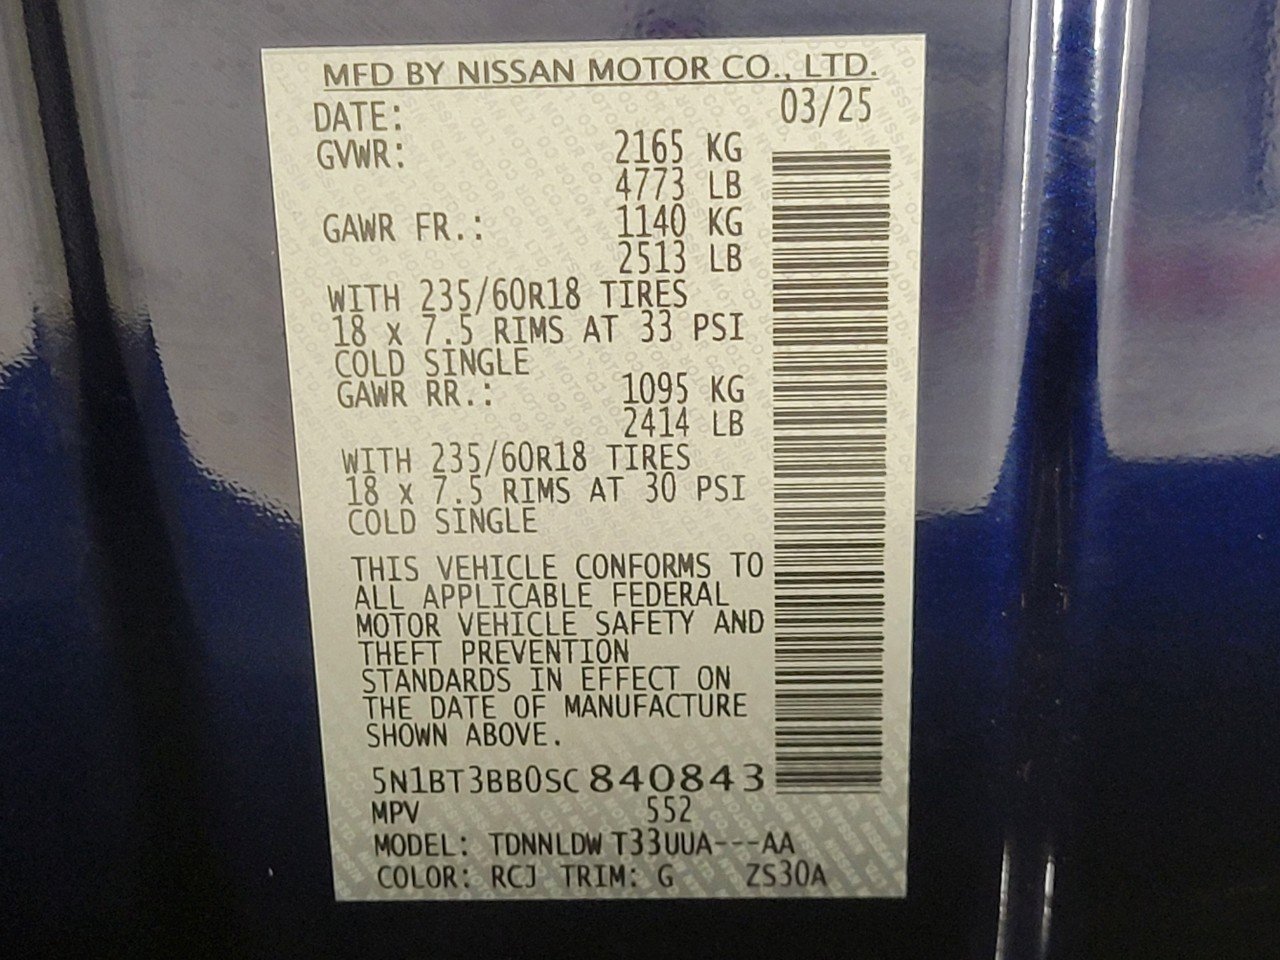 MFD BY NISSAN MOTOR CO., LTD.
DATE: 03/25
GVWR: 2165 KG
4773 LB
GAWR FR.: 1140 KG
2513 LB
WITH 235/60R18 TIRES
18 x 7.5 RIMS AT 33 PSI
COLD SINGLE
GAWR RR.: 1095 KG
2414 LB
WITH 235/60R18 TIRES
18 x 7.5 RIMS AT 30 PSI
COLD SINGLE
THIS VEHICLE CONFORMS TO
ALL APPLICABLE FEDERAL
MOTOR VEHICLE SAFETY AND
THEFT PREVENTION
STANDARDS IN EFFECT ON
THE DATE OF MANUFACTURE
SHOWN ABOVE.
5N1BT3BB0SC840843
MPV 552
MODEL: TDNNLDW T33UUA---AA
COLOR: RCJ TRIM: G ZS30A